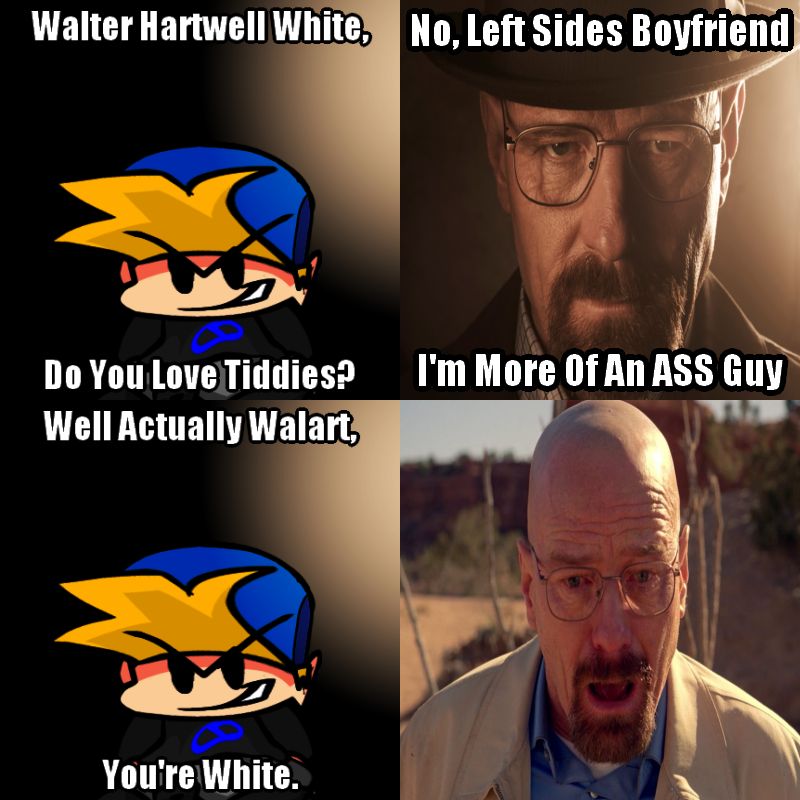 Walter Hartwell White,
Do You Love Tiddies?
No, Left Sides Boyfriend
I'm More Of An ASS Guy
Well Actually Walart,
You're White.